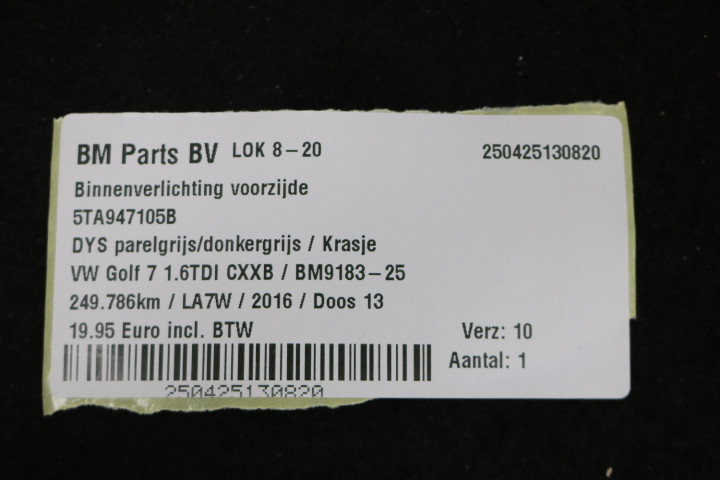 BM Parts BV LOK 8-20 250425130820
Binnenverlichting voorzijde
5TA947105B
DYS parelgrijs/donkergrijs / Krasje
VW Golf 7 1.6TDI CXXB / BM9183-25
249.786km / LA7W / 2016 / Doos 13
19.95 Euro incl. BTW Verz: 10
Aantal: 1
250425130820